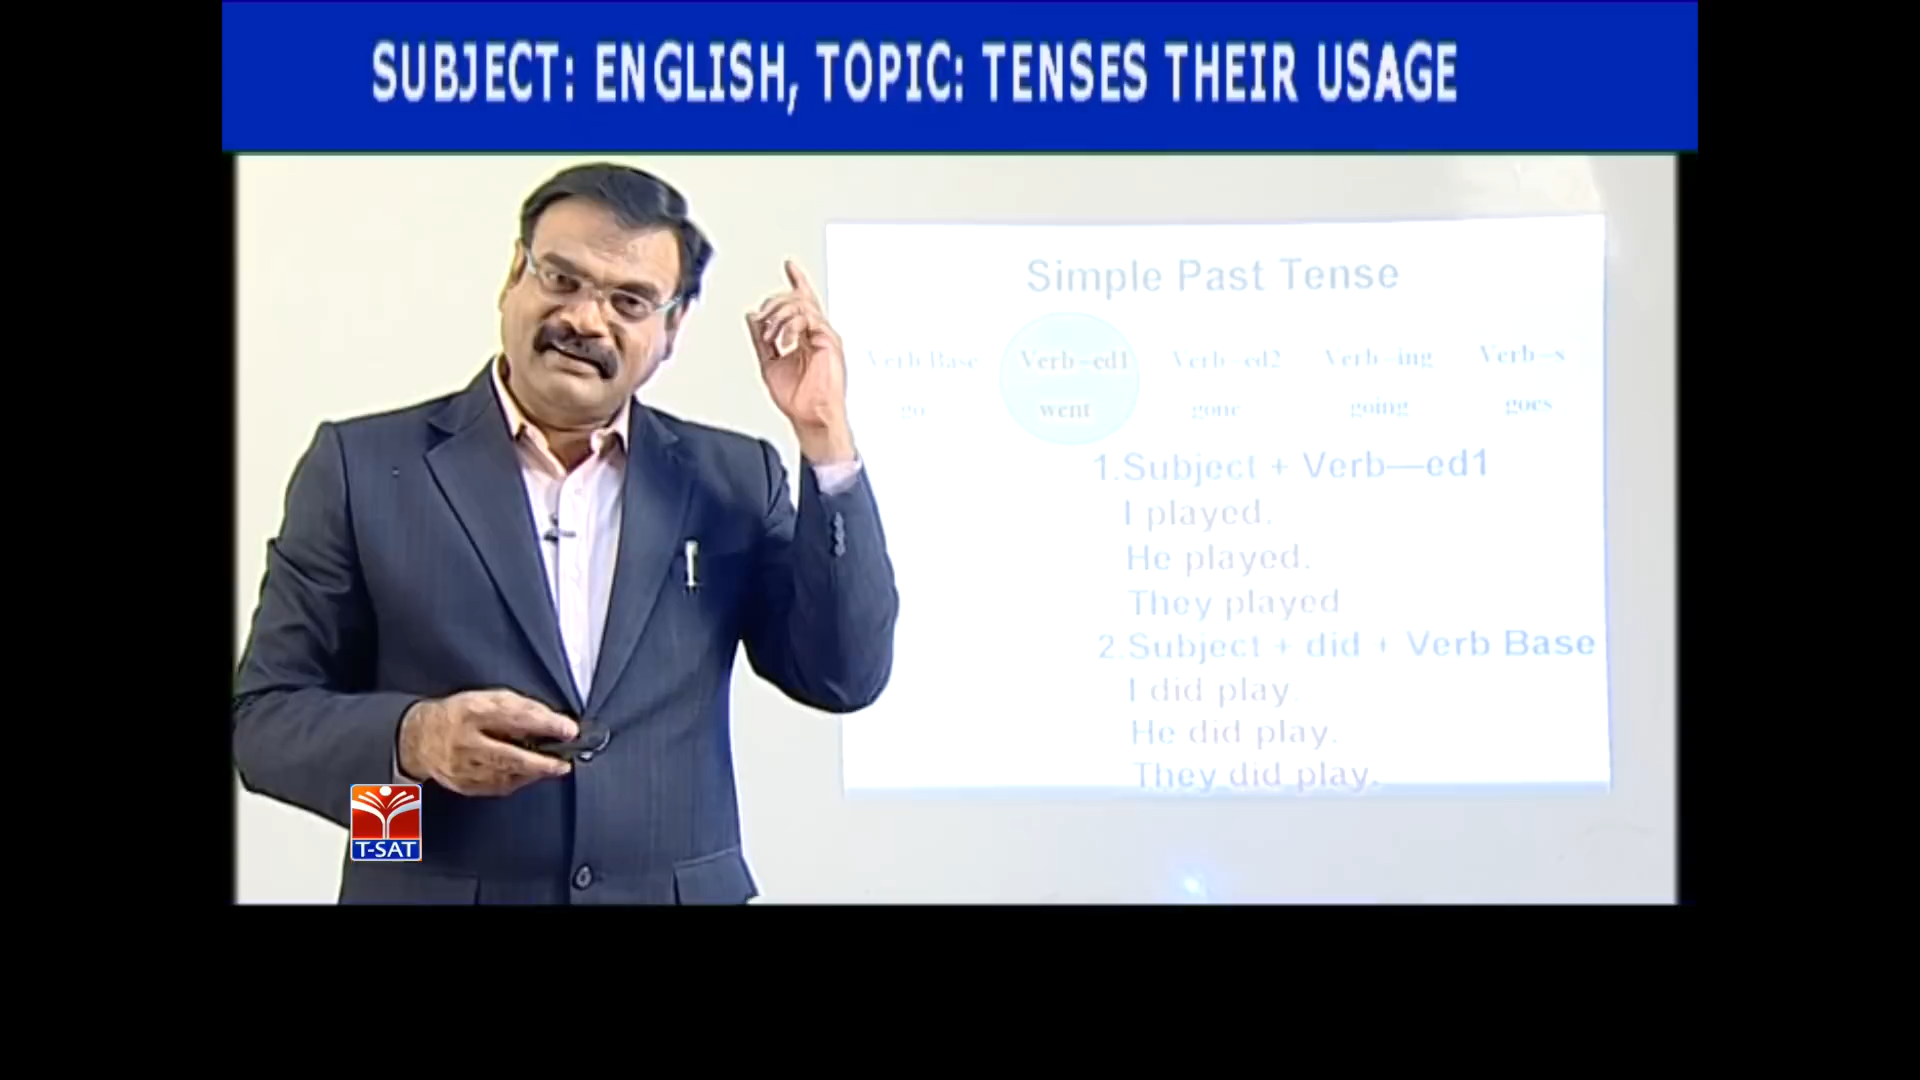 SUBJECT: ENGLISH, TOPIC: TENSES THEIR USAGE
Simple Past Tense
Verb Base Verb-ed1 Verb-ed2 Verb-ing Verb-s
go went gone going goes
1.Subject + Verb—ed1
I played.
He played.
They played
2.Subject + did + Verb Base
I did play.
He did play.
They did play.
T-SAT